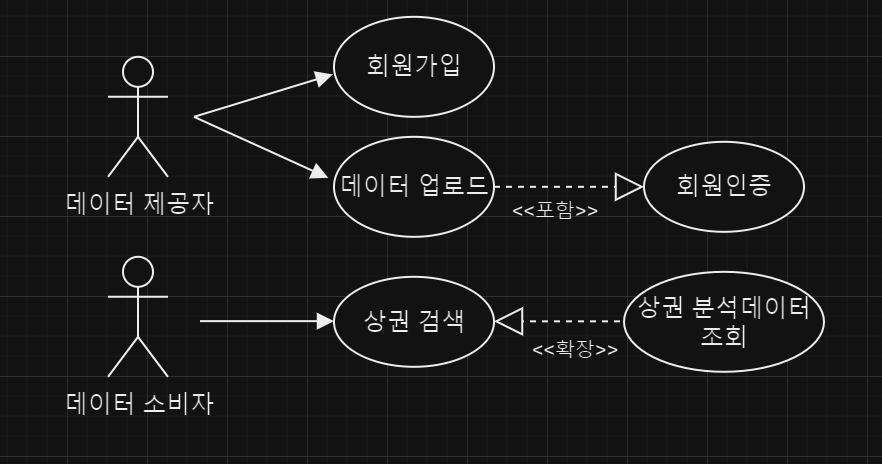 회원가입
데이터 제공자
데이터 업로드
<<포함>>
회원인증
상권 검색
<<확장>>
상권 분석데이터
조회
데이터 소비자